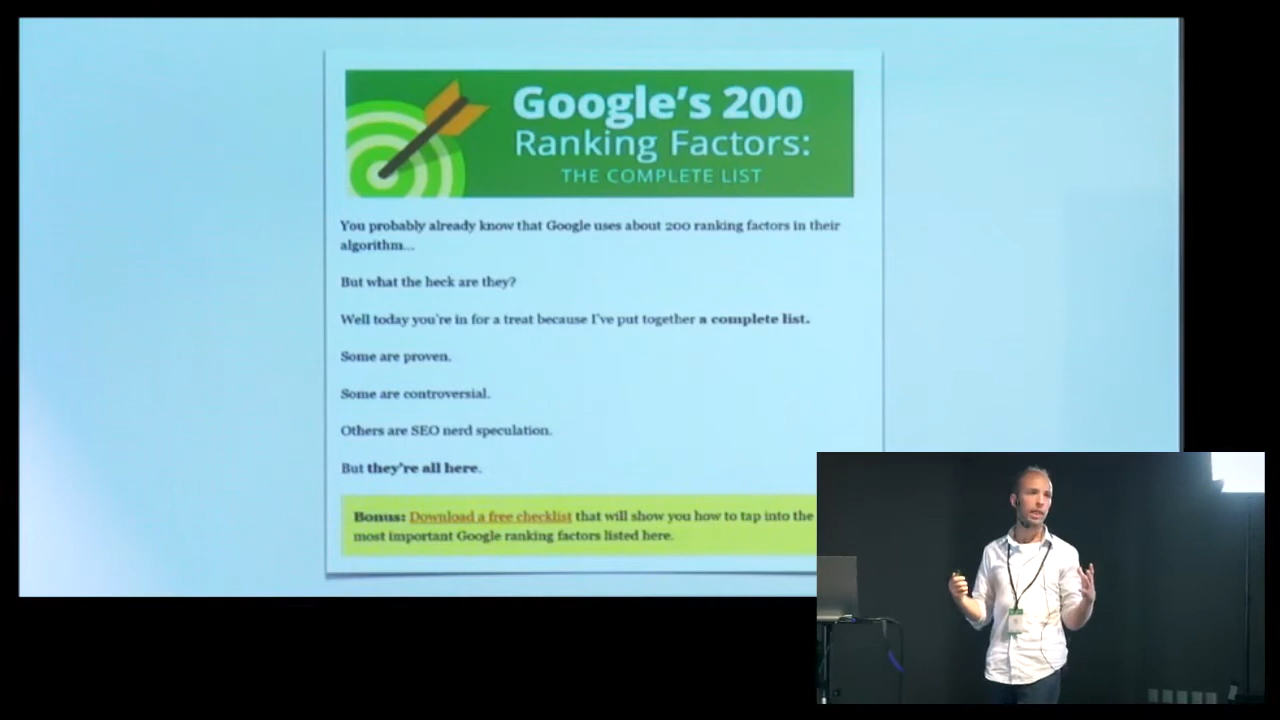 Google's 200
Ranking Factors:
THE COMPLETE LIST
You probably already know that Google uses about 200 ranking factors in their
algorithm...
But what the heck are they?
Well today you're in for a treat because I've put together a complete list.
Some are proven.
Some are controversial.
Others are SEO nerd speculation.
But they're all here.
Bonus: Download a free checklist that will show you how to tap into the
most important Google ranking factors listed here.